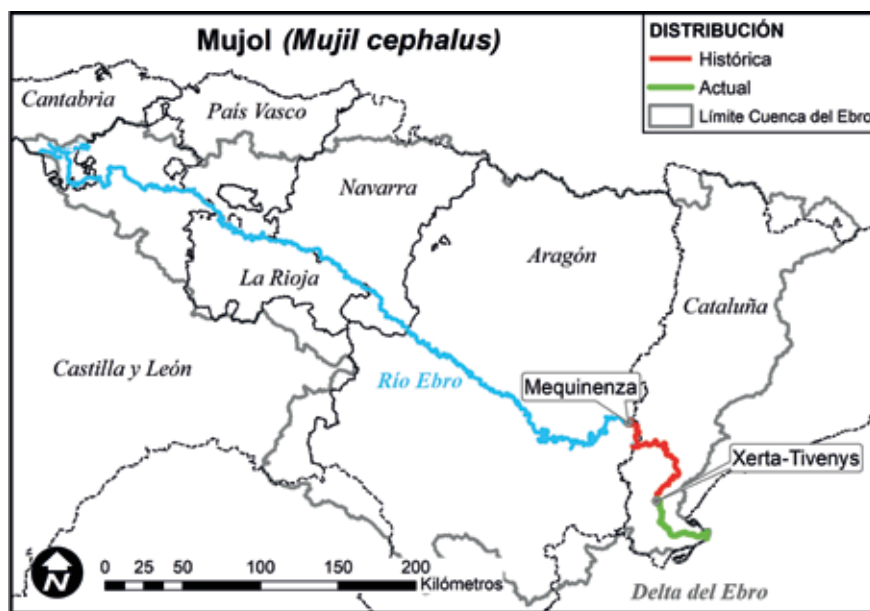 Mujol (Mujil cephalus)
DISTRIBUCIÓN
Histórica
Actual
Límite Cuenca del Ebro
Cantabria
País Vasco
Navarra
Aragón
La Rioja
Cataluña
Castilla y León
Río Ebro
Mequinenza
Xerta-Tivenys
N
0 25 50 100 150 200
Kilómetros
Delta del Ebro